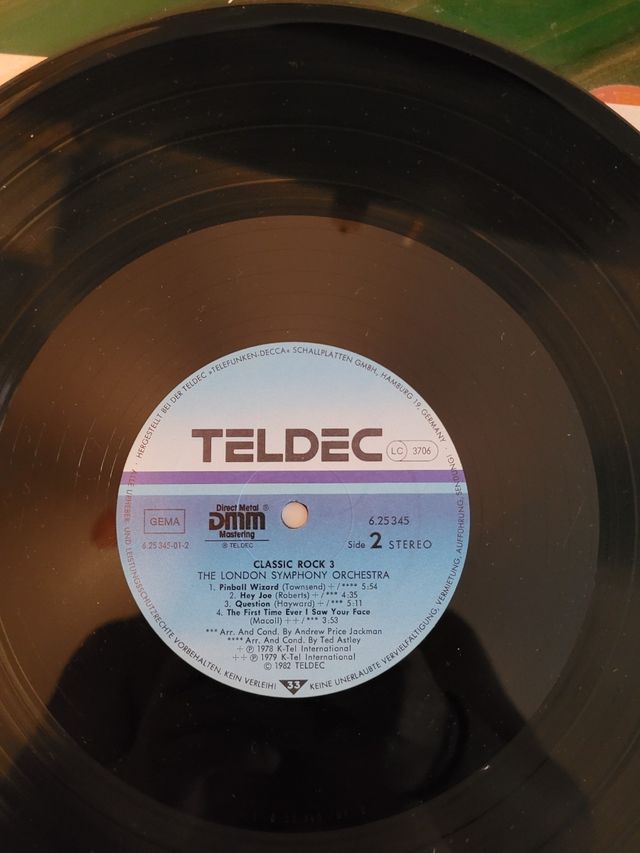 · HERGESTELLT BEI DER TELDEC »TELEFUNKEN-DECCA« SCHALLPLATTEN GMBH, HAMBURG 19, GERMANY ·
ALLE URHEBER- UND LEISTUNGSSCHUTZRECHTE VORBEHALTEN. KEIN VERLEIH! KEINE UNERLAUBTE VERVIELFÄLTIGUNG, VERMIETUNG, AUFFÜHRUNG, SENDUNG!
TELDEC LC 3706
GEMA
6.25345-01-2
Direct Metal ®
DMM
Mastering
® TELDEC
6.25345
Side 2 STEREO
CLASSIC ROCK 3
THE LONDON SYMPHONY ORCHESTRA
1. Pinball Wizard (Townsend) +/**** 5:54
2. Hey Joe (Roberts) +/*** 4:35
3. Question (Hayward) +/*** 5:11
4. The First Time Ever I Saw Your Face
(Macoll) ++/*** 3:53
*** Arr. And Cond. By Andrew Price Jackman
**** Arr. And Cond. By Ted Astley
+ ℗ 1978 K-Tel International
++ ℗ 1979 K-Tel International
© 1982 TELDEC
33